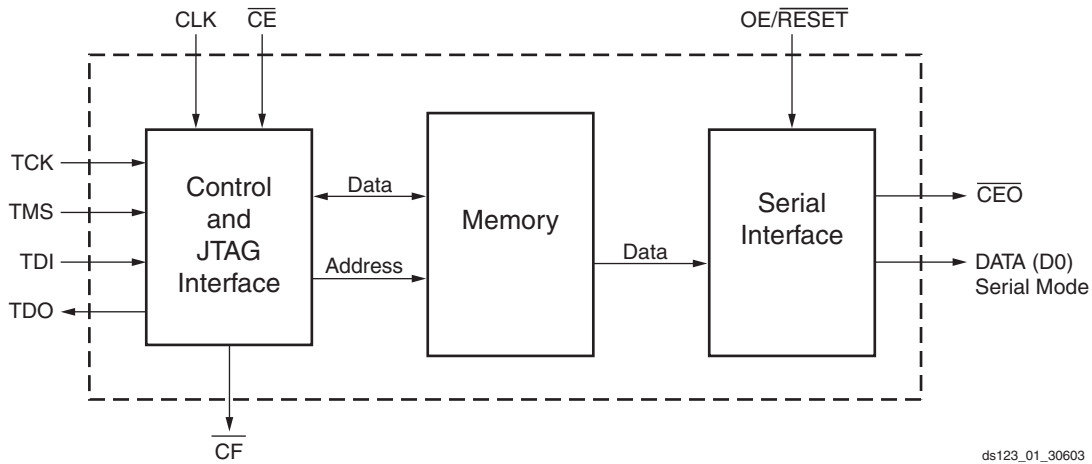 CLK
CE
OE/RESET
TCK
TMS
TDI
TDO
Control
and
JTAG
Interface
Data
Address
Memory
Data
Serial
Interface
CEO
DATA (D0)
Serial Mode
CF
ds123_01_30603